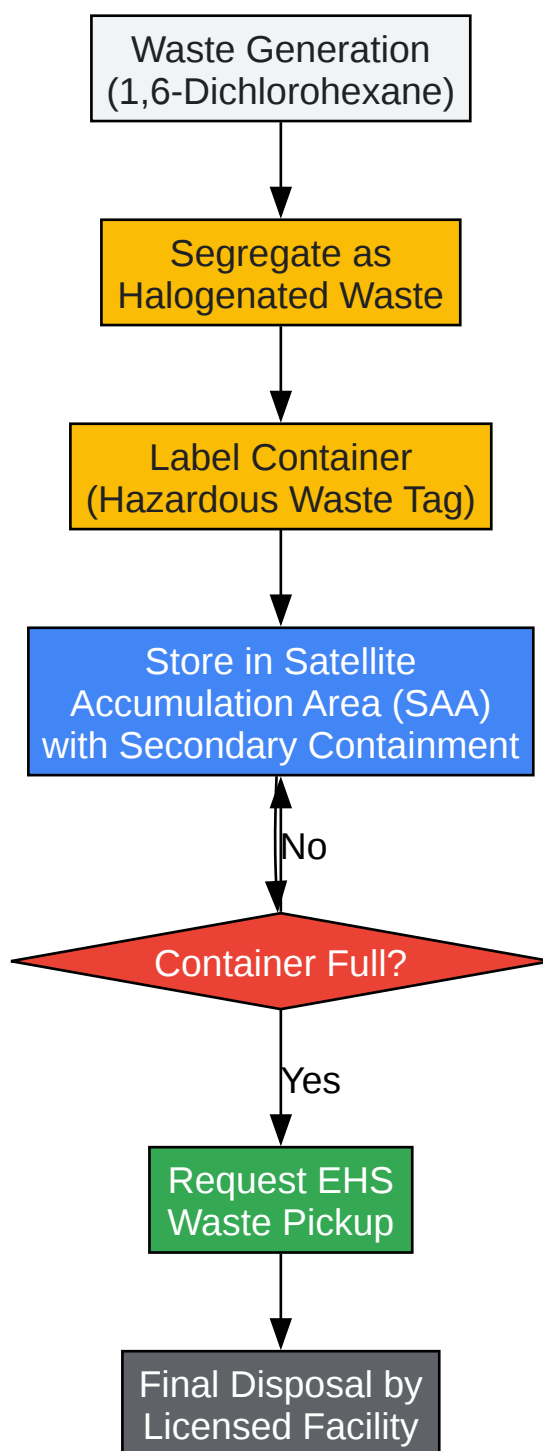 Waste Generation
(1,6-Dichlorohexane)
Segregate as
Halogenated Waste
Label Container
(Hazardous Waste Tag)
Store in Satellite
Accumulation Area (SAA)
with Secondary Containment
No
Container Full?
Yes
Request EHS
Waste Pickup
Final Disposal by
Licensed Facility